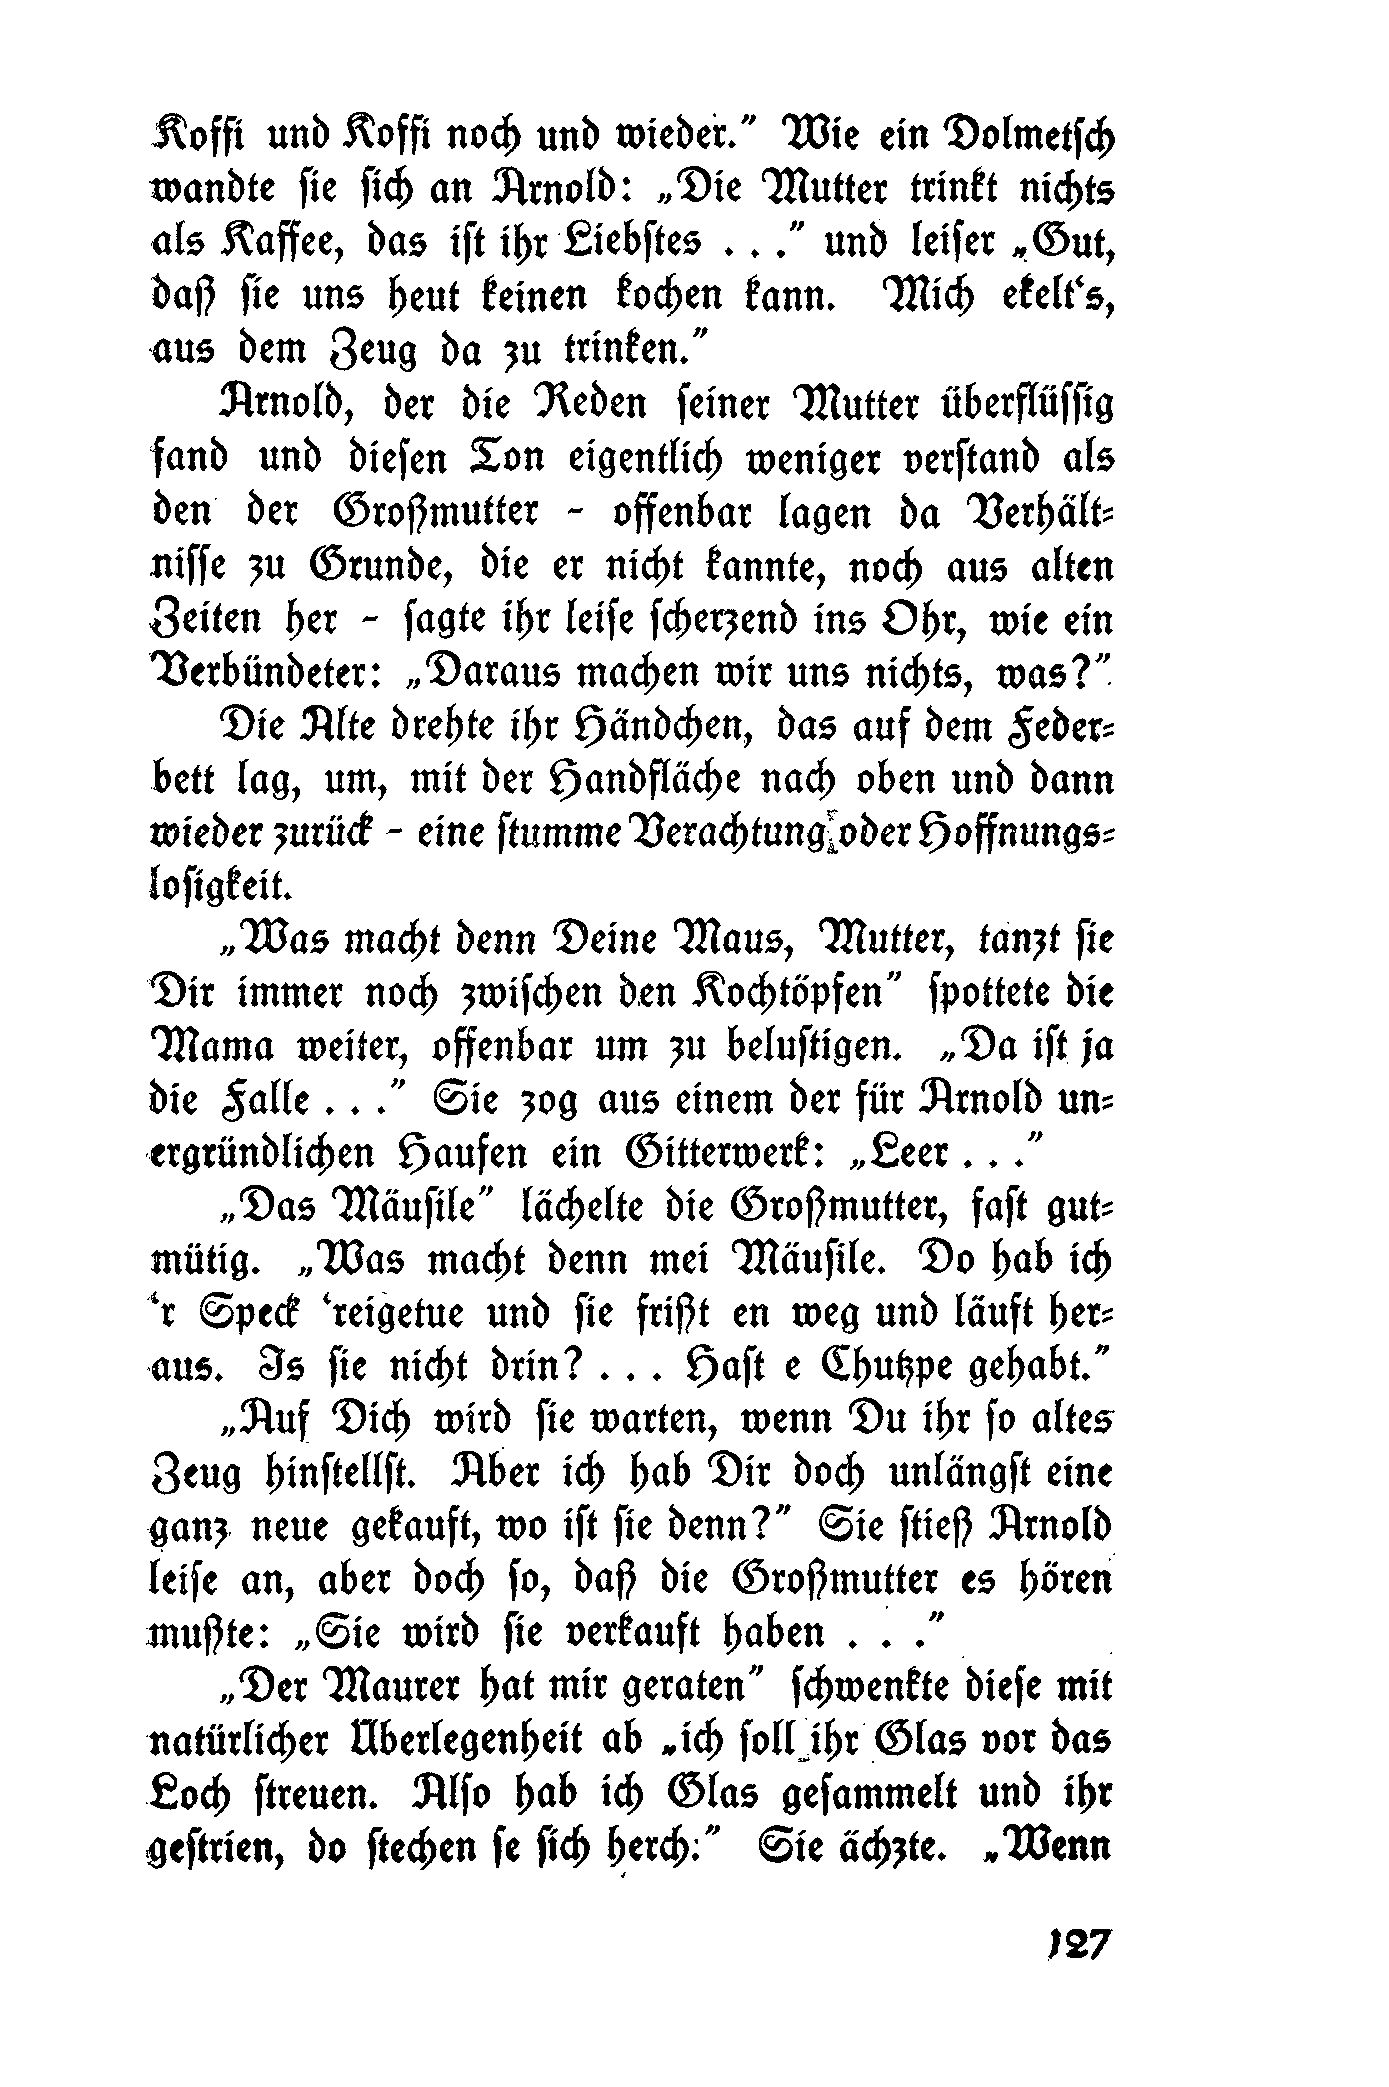 Koffi und Koffi noch und wieder.” Wie ein Dolmetsch
wandte sie sich an Arnold: „Die Mutter trinkt nichts
als Kaffee, das ist ihr Liebstes . . .” und leiser „Gut,
daß sie uns heut keinen kochen kann. Mich ekelt‘s,
aus dem Zeug da zu trinken.”
Arnold, der die Reden seiner Mutter überflüssig
fand und diesen Ton eigentlich weniger verstand als
den der Großmutter - offenbar lagen da Verhält-
nisse zu Grunde, die er nicht kannte, noch aus alten
Zeiten her - sagte ihr leise scherzend ins Ohr, wie ein
Verbündeter: „Daraus machen wir uns nichts, was?”
Die Alte drehte ihr Händchen, das auf dem Feder-
bett lag, um, mit der Handfläche nach oben und dann
wieder zurück - eine stumme Verachtung oder Hoffnungs-
losigkeit.
„Was macht denn Deine Maus, Mutter, tanzt sie
Dir immer noch zwischen den Kochtöpfen” spottete die
Mama weiter, offenbar um zu belustigen. „Da ist ja
die Falle . . .” Sie zog aus einem der für Arnold un-
ergründlichen Haufen ein Gitterwerk: „Leer . . .”
„Das Mäusile” lächelte die Großmutter, fast gut-
mütig. „Was macht denn mei Mäusile. Do hab ich
‘r Speck ‘reigetue und sie frißt en weg und läuft her-
aus. Is sie nicht drin? . . . Hast e Chutzpe gehabt.”
„Auf Dich wird sie warten, wenn Du ihr so altes
Zeug hinstellst. Aber ich hab Dir doch unlängst eine
ganz neue gekauft, wo ist sie denn?” Sie stieß Arnold
leise an, aber doch so, daß die Großmutter es hören
mußte: „Sie wird sie verkauft haben . . .”
„Der Maurer hat mir geraten” schwenkte diese mit
natürlicher Überlegenheit ab „ich soll ihr Glas vor das
Loch streuen. Also hab ich Glas gesammelt und ihr
gestrien, do stechen se sich herch:” Sie ächzte. „Wenn
127